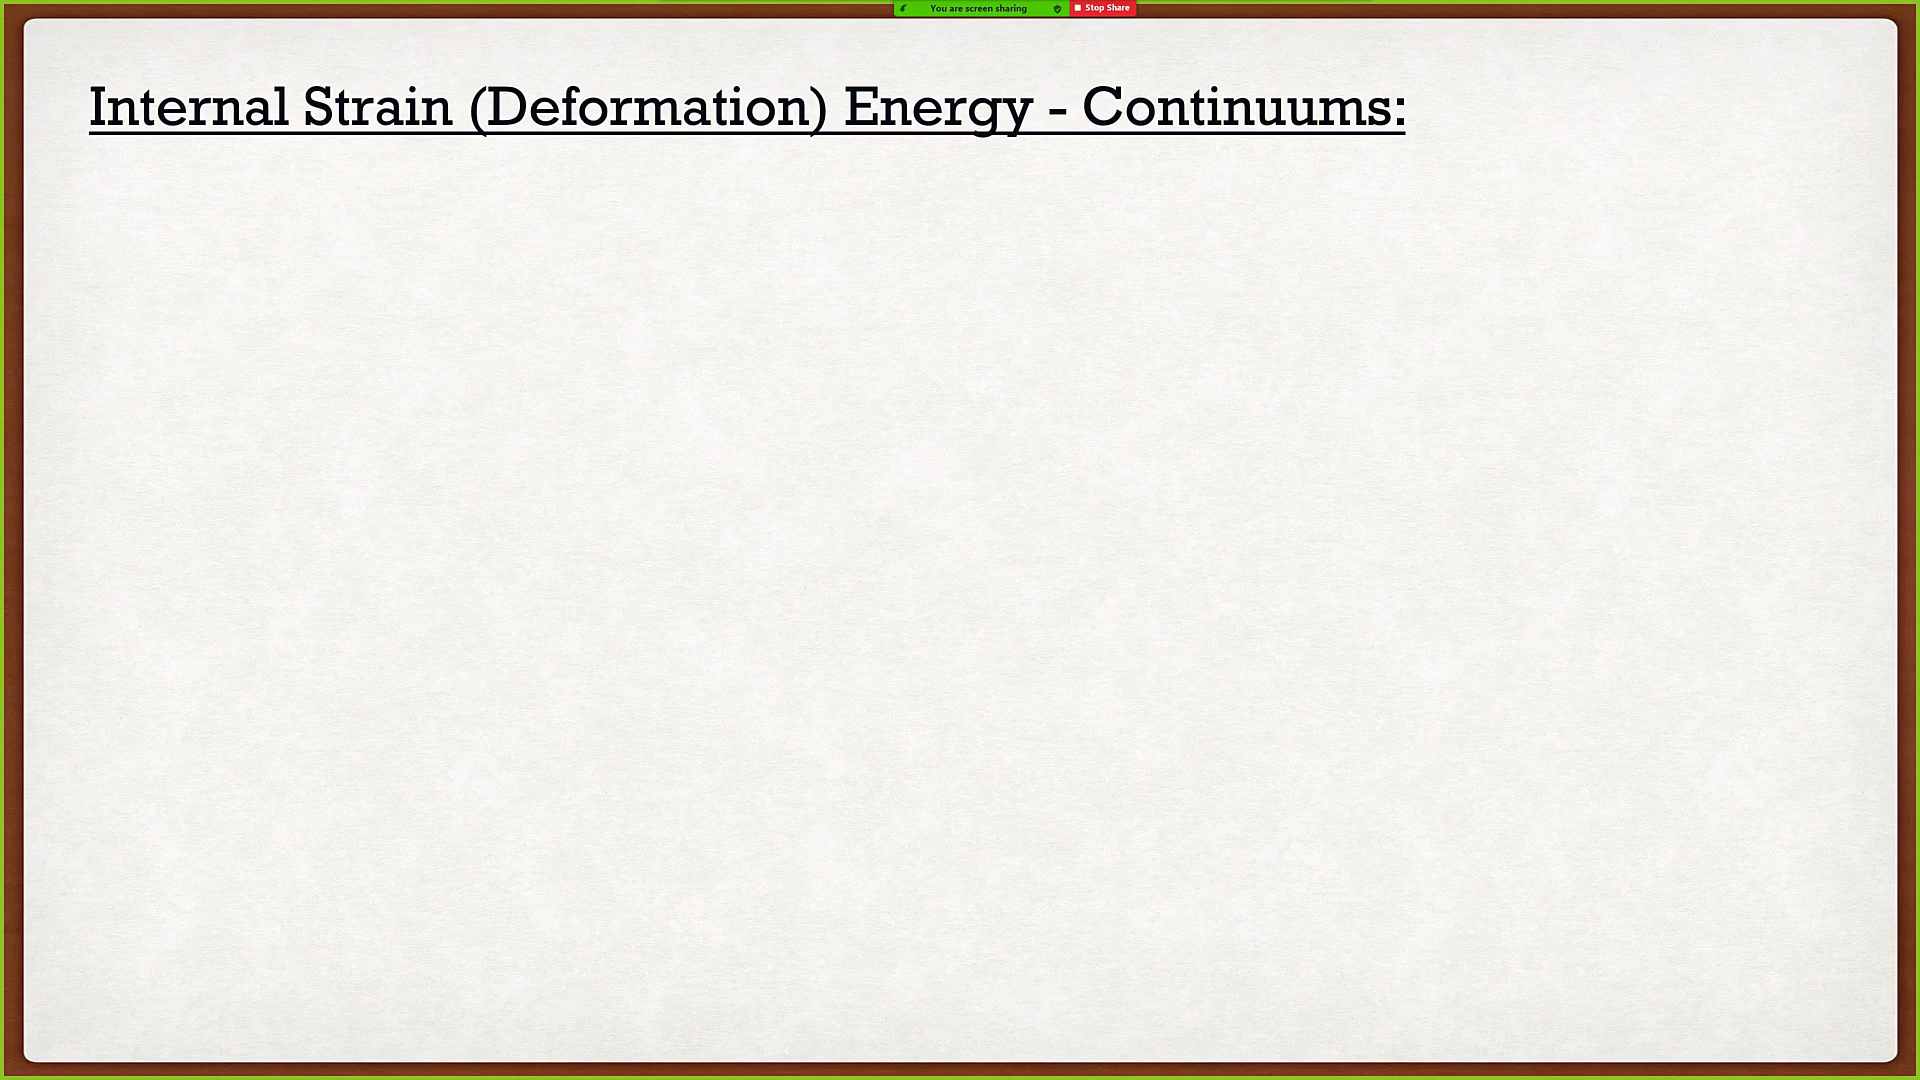 You are screen sharing Stop Share
Internal Strain (Deformation) Energy - Continuums: